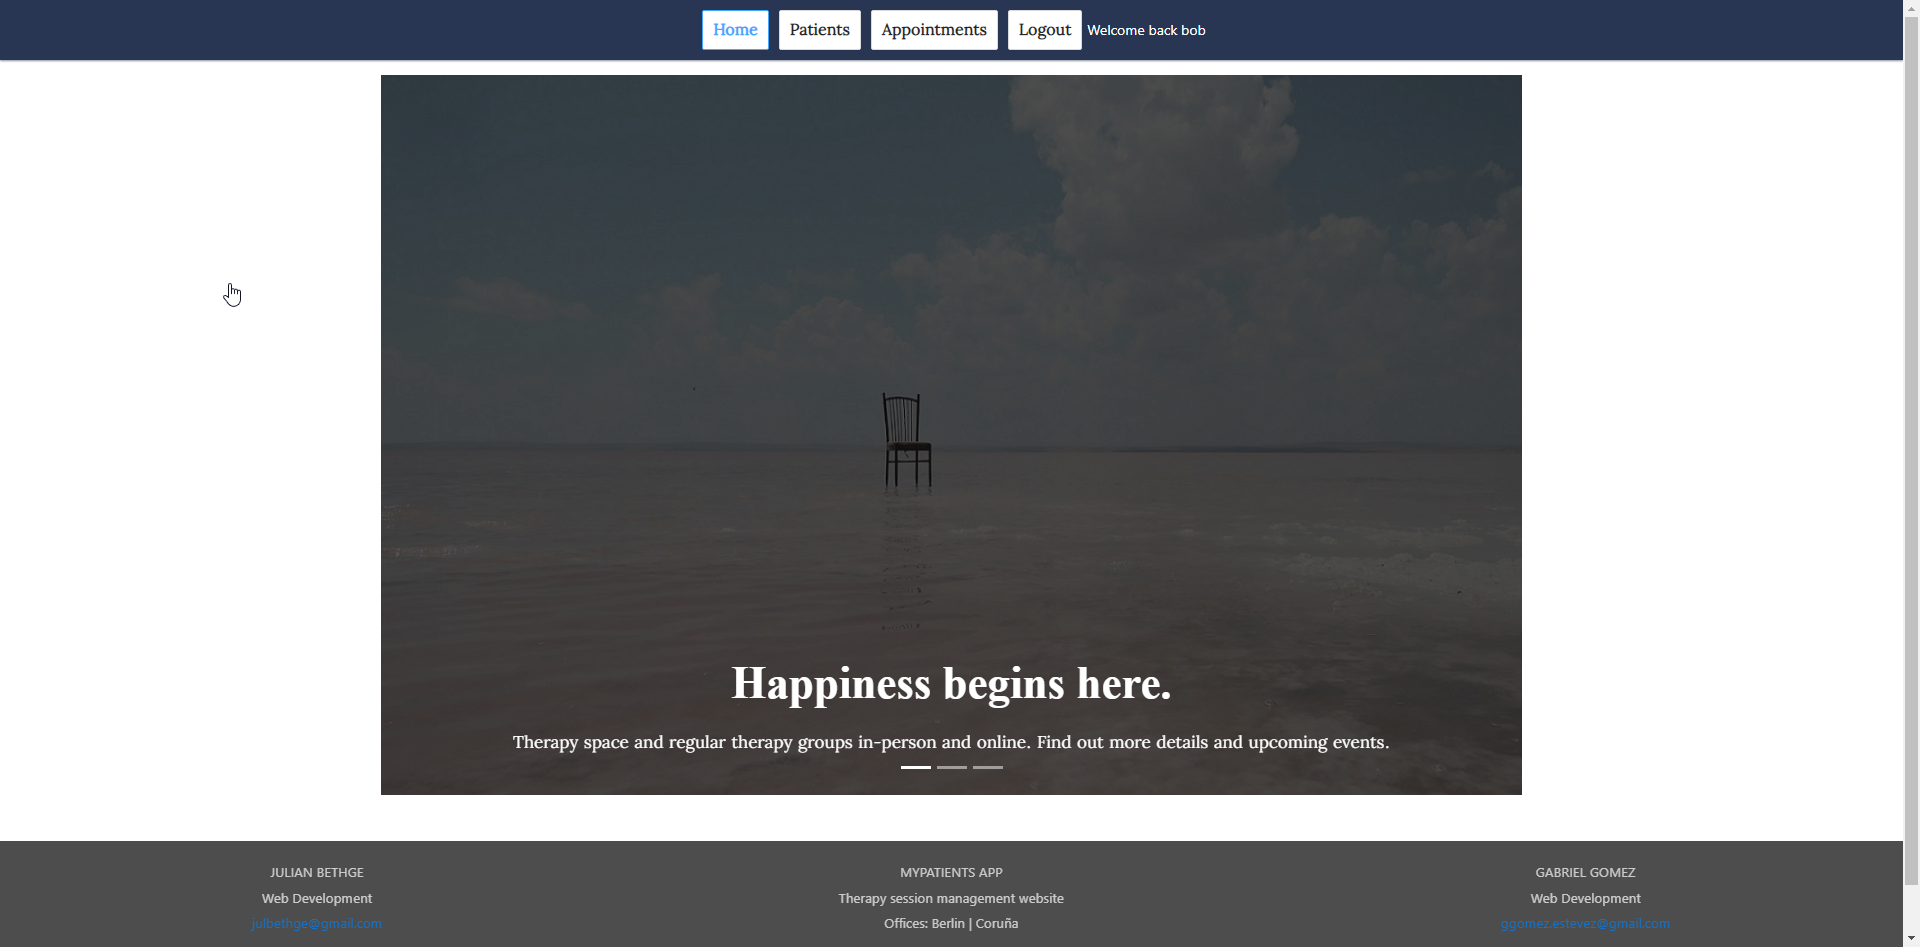 Home Patients Appointments Logout Welcome back bob
Happiness begins here.
Therapy space and regular therapy groups in-person and online. Find out more details and upcoming events.
JULIAN BETHGE
Web Development
julbethge@gmail.com
MYPATIENTS APP
Therapy session management website
Offices: Berlin | Coruña
GABRIEL GOMEZ
Web Development
ggomez.estevez@gmail.com